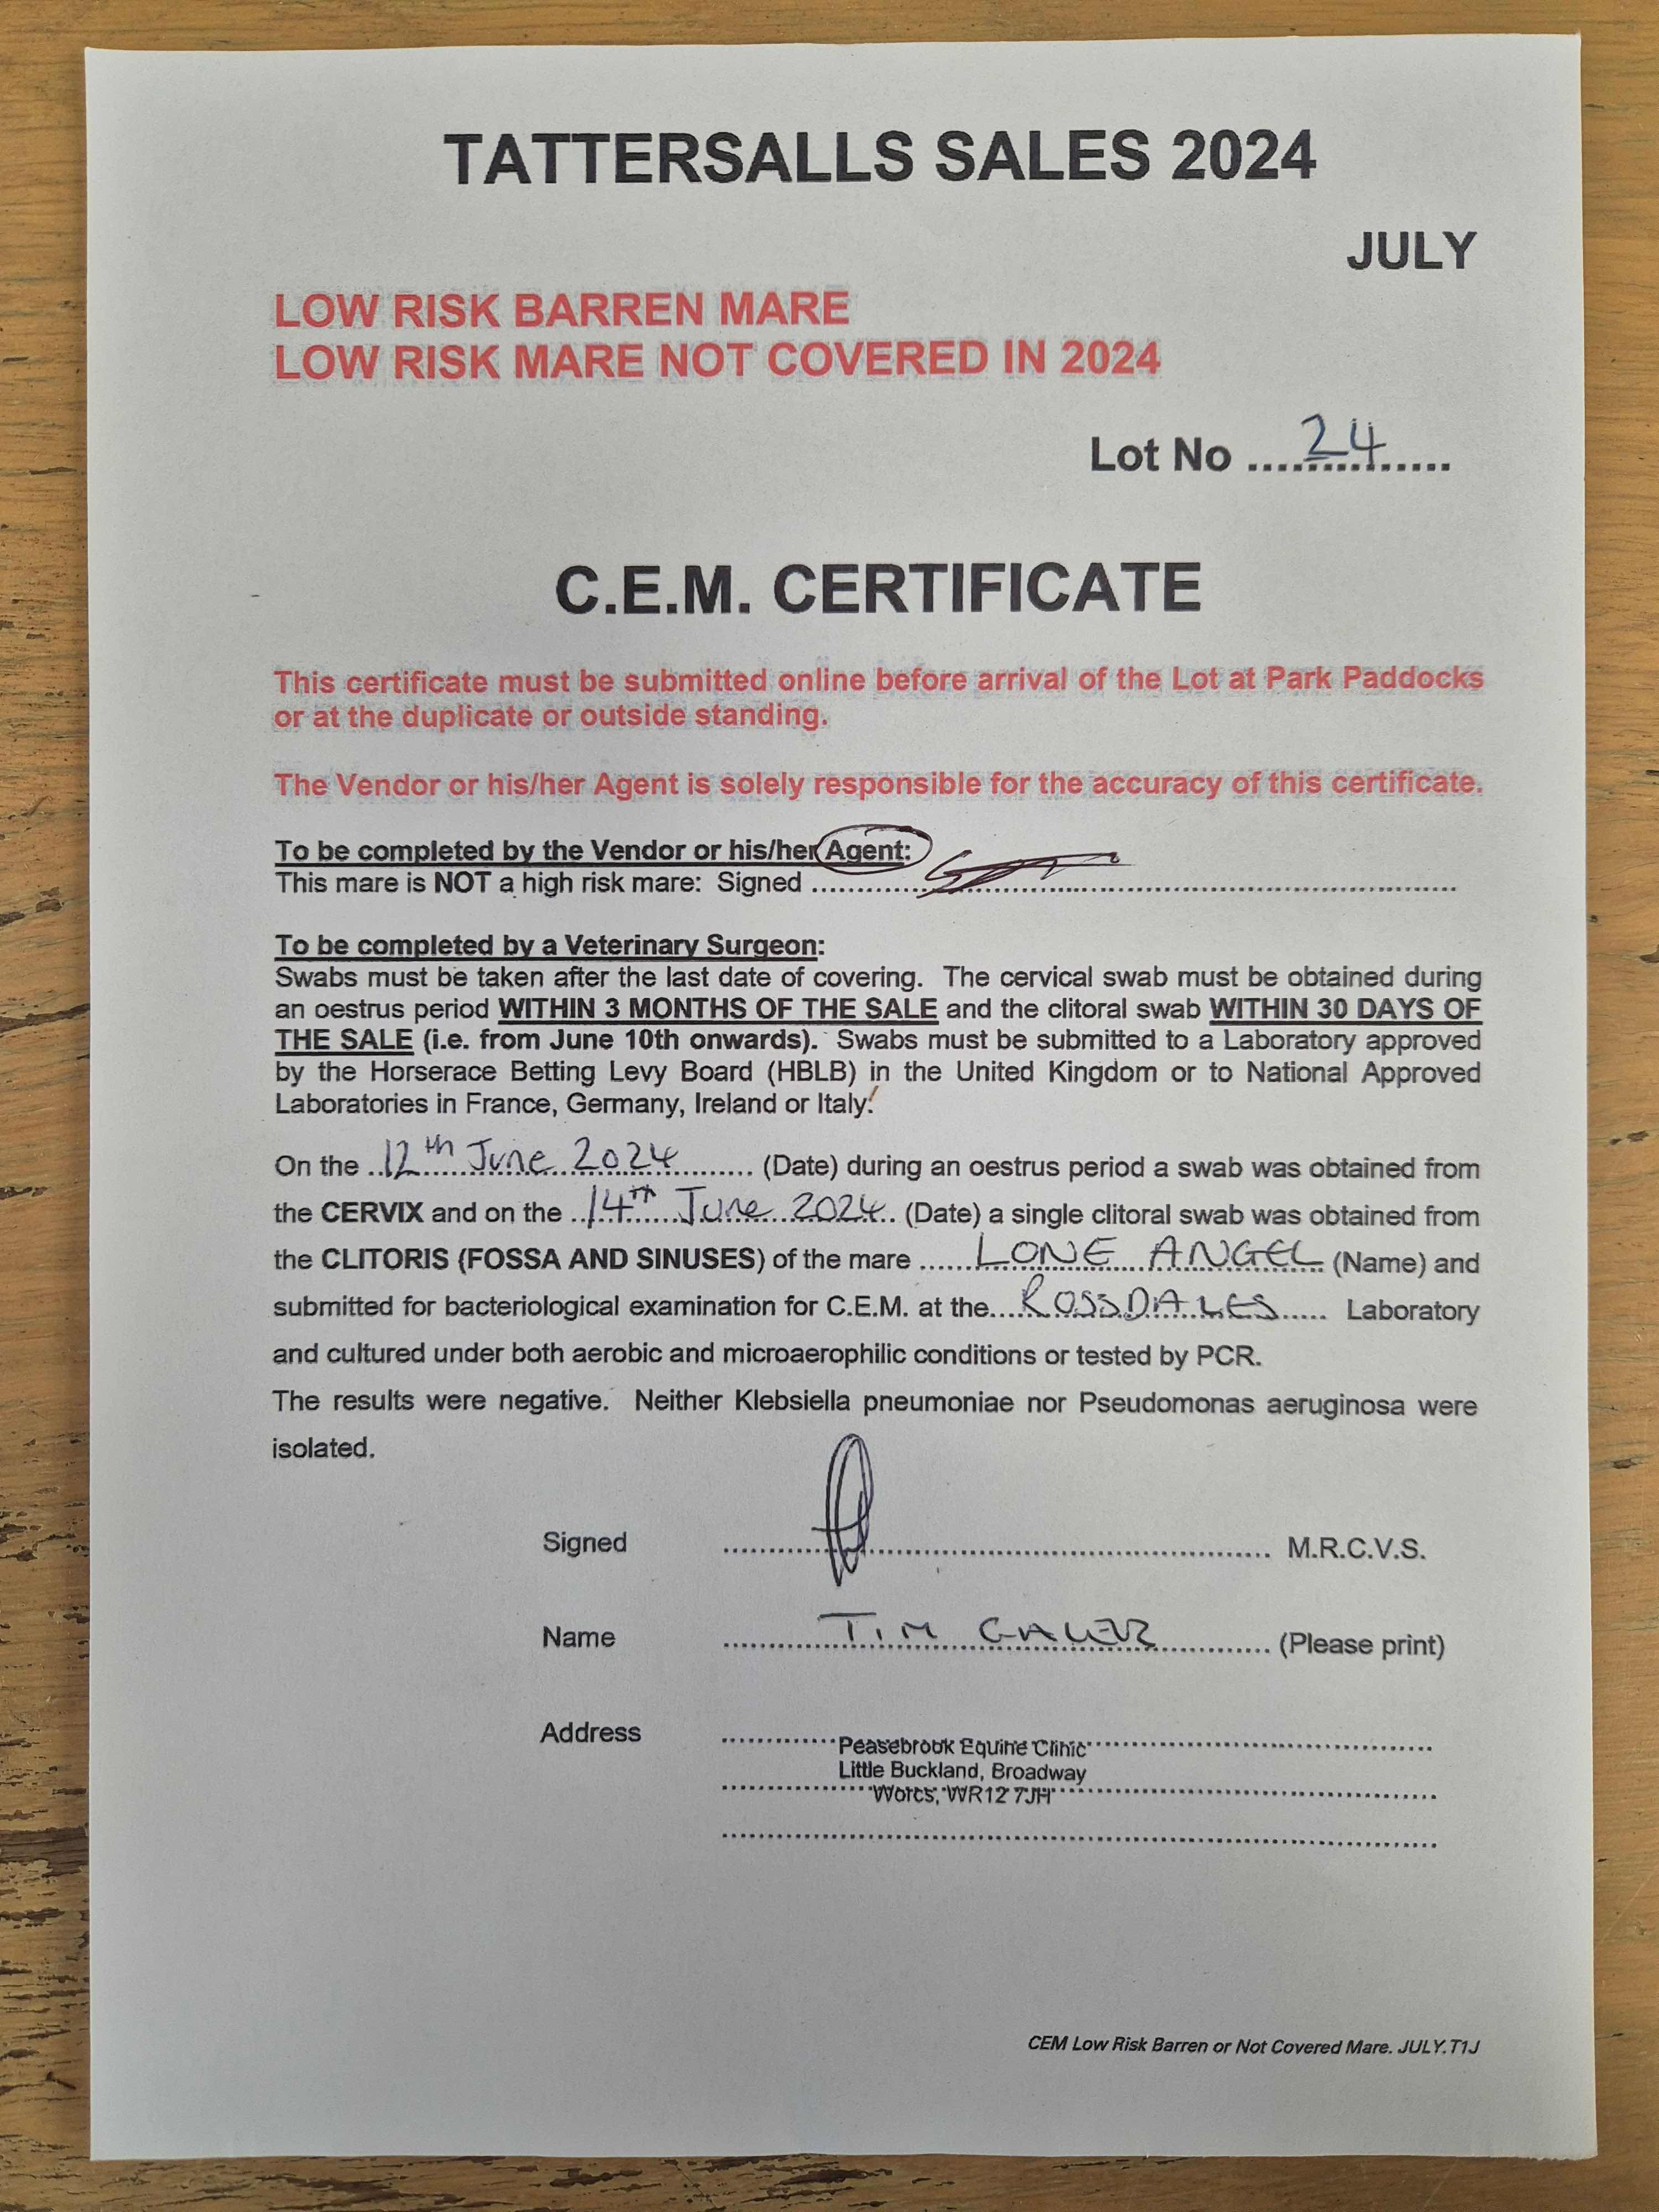 TATTERSALLS SALES 2024
JULY
LOW RISK BARREN MARE
LOW RISK MARE NOT COVERED IN 2024
Lot No ....24....
C.E.M. CERTIFICATE
This certificate must be submitted online before arrival of the Lot at Park Paddocks
or at the duplicate or outside standing.
The Vendor or his/her Agent is solely responsible for the accuracy of this certificate.
To be completed by the Vendor or his/her Agent:
This mare is NOT a high risk mare: Signed ........
To be completed by a Veterinary Surgeon:
Swabs must be taken after the last date of covering. The cervical swab must be obtained during
an oestrus period WITHIN 3 MONTHS OF THE SALE and the clitoral swab WITHIN 30 DAYS OF
THE SALE (i.e. from June 10th onwards). Swabs must be submitted to a Laboratory approved
by the Horserace Betting Levy Board (HBLB) in the United Kingdom or to National Approved
Laboratories in France, Germany, Ireland or Italy.
On the 12th June 2024 (Date) during an oestrus period a swab was obtained from
the CERVIX and on the 14th June 2024 (Date) a single clitoral swab was obtained from
the CLITORIS (FOSSA AND SINUSES) of the mare LONE ANGEL (Name) and
submitted for bacteriological examination for C.E.M. at the ROSSDALES Laboratory
and cultured under both aerobic and microaerophilic conditions or tested by PCR.
The results were negative. Neither Klebsiella pneumoniae nor Pseudomonas aeruginosa were
isolated.
Signed ........ M.R.C.V.S.
Name TIM (Please print)
Address Peasebrook Equine Clinic
Little Buckland, Broadway
Worcs, WR12 7JH
CEM Low Risk Barren or Not Covered Mare. JULY.T1J